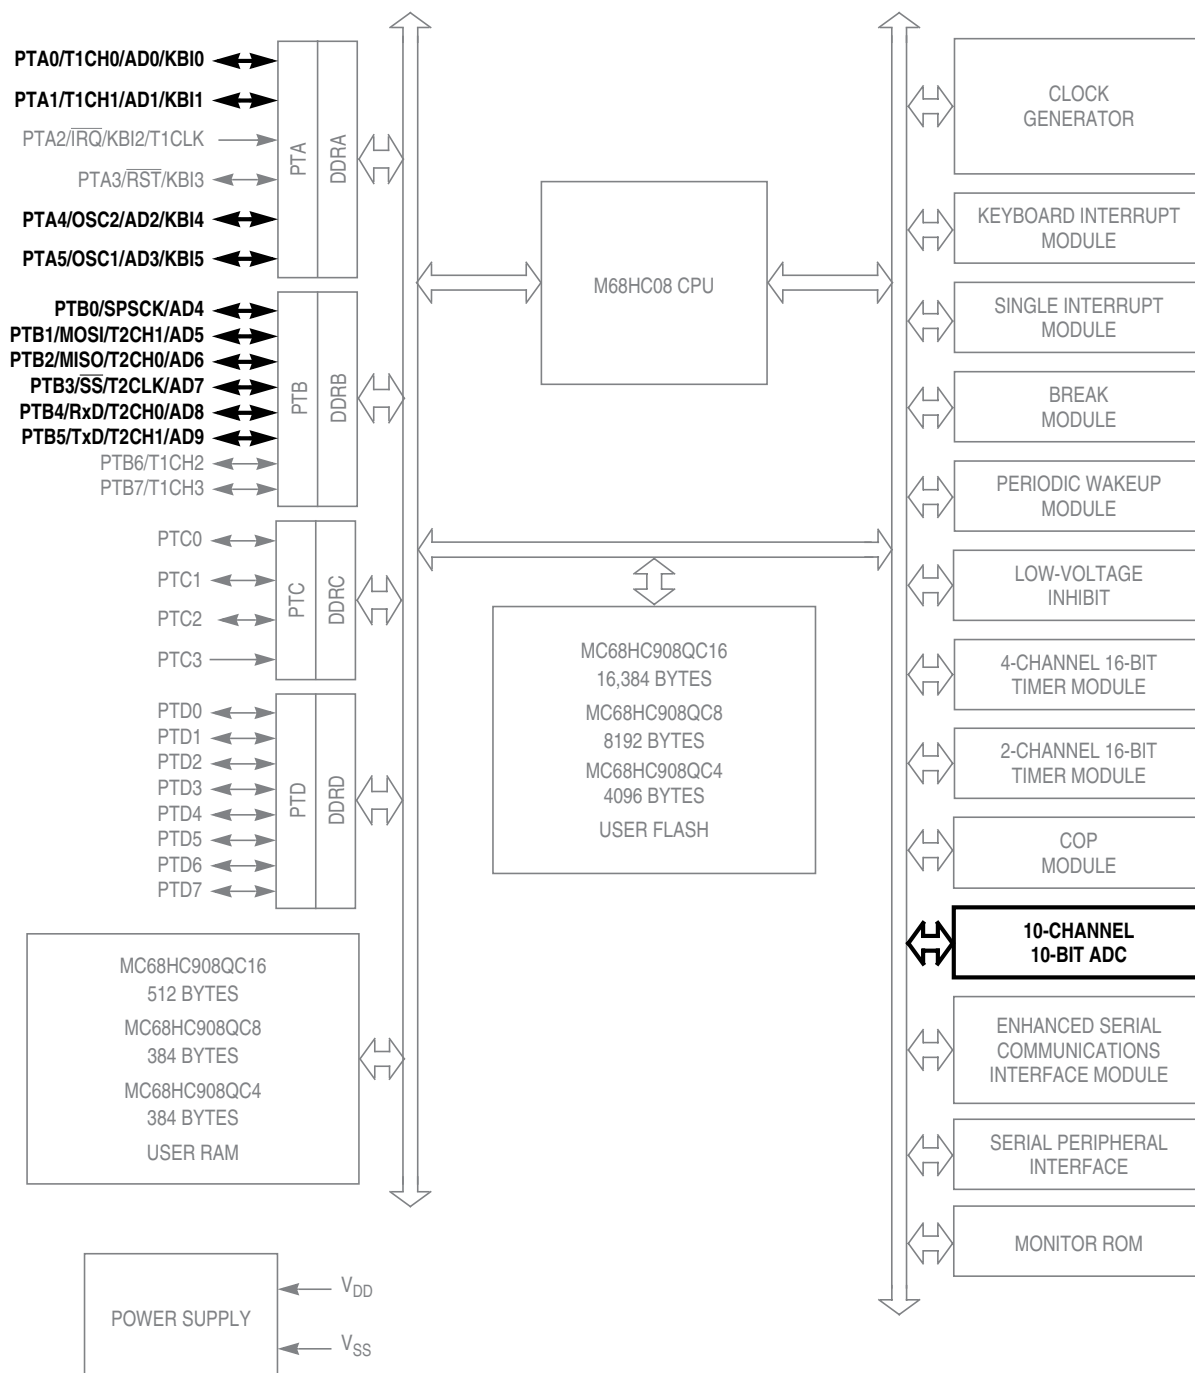 PTA0/T1CH0/AD0/KBI0
PTA1/T1CH1/AD1/KBI1
PTA2/I̅R̅Q̅/KBI2/T1CLK
PTA3/R̅S̅T̅/KBI3
PTA4/OSC2/AD2/KBI4
PTA5/OSC1/AD3/KBI5
PTA
DDRA
PTB0/SPSCK/AD4
PTB1/MOSI/T2CH1/AD5
PTB2/MISO/T2CH0/AD6
PTB3/S̅S̅/T2CLK/AD7
PTB4/RxD/T2CH0/AD8
PTB5/TxD/T2CH1/AD9
PTB6/T1CH2
PTB7/T1CH3
PTB
DDRB
PTC0
PTC1
PTC2
PTC3
PTC
DDRC
PTD0
PTD1
PTD2
PTD3
PTD4
PTD5
PTD6
PTD7
PTD
DDRD
MC68HC908QC16
512 BYTES
MC68HC908QC8
384 BYTES
MC68HC908QC4
384 BYTES
USER RAM
POWER SUPPLY
VDD
VSS
M68HC08 CPU
MC68HC908QC16
16,384 BYTES
MC68HC908QC8
8192 BYTES
MC68HC908QC4
4096 BYTES
USER FLASH
CLOCK
GENERATOR
KEYBOARD INTERRUPT
MODULE
SINGLE INTERRUPT
MODULE
BREAK
MODULE
PERIODIC WAKEUP
MODULE
LOW-VOLTAGE
INHIBIT
4-CHANNEL 16-BIT
TIMER MODULE
2-CHANNEL 16-BIT
TIMER MODULE
COP
MODULE
10-CHANNEL
10-BIT ADC
ENHANCED SERIAL
COMMUNICATIONS
INTERFACE MODULE
SERIAL PERIPHERAL
INTERFACE
MONITOR ROM